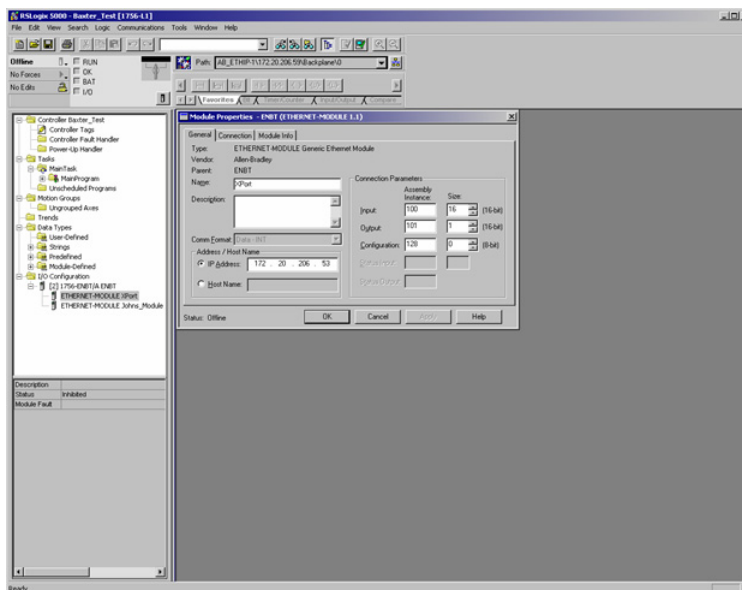 RSLogix 5000 - Baxter_Test [1756-L1]
File Edit View Search Logic Communications Tools Window Help
Offline
RUN
No Forces
OK
No Edits
BAT
I/O
Path: AB_ETHIP-1\172.20.206.59\Backplane\0
Favorites Bit Timer/Counter Input/Output Compare
Controller Baxter_Test
Controller Tags
Controller Fault Handler
Power-Up Handler
Tasks
MainTask
MainProgram
Unscheduled Programs
Motion Groups
Ungrouped Axes
Trends
Data Types
User-Defined
Strings
Predefined
Module-Defined
I/O Configuration
[2] 1756-ENBT/A ENBT
ETHERNET-MODULE XPort
ETHERNET-MODULE Johns_Module
Description
Status Inhibited
Module Fault
Module Properties - ENBT (ETHERNET-MODULE 1.1)
General Connection Module Info
Type: ETHERNET-MODULE Generic Ethernet Module
Vendor: Allen-Bradley
Parent: ENBT
Name: XPort
Description:
Comm Format: Data - INT
Address / Host Name
IP Address: 172 . 20 . 206 . 53
Host Name:
Connection Parameters
Assembly
Instance: Size:
Input: 100 16 (16-bit)
Output: 101 1 (16-bit)
Configuration: 128 0 (8-bit)
Status Input:
Status Output:
Status: Offline
OK Cancel Apply Help
Ready